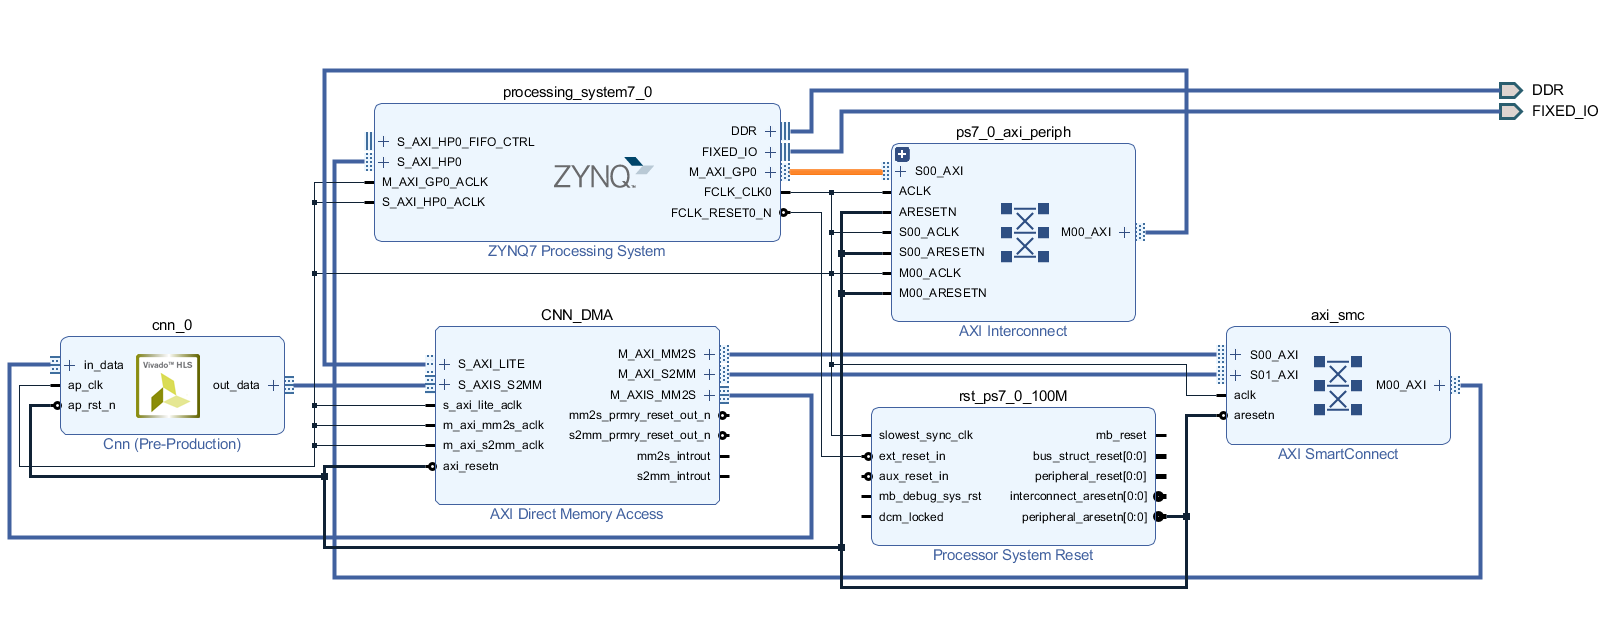 processing_system7_0
S_AXI_HP0_FIFO_CTRL
S_AXI_HP0
M_AXI_GP0_ACLK
S_AXI_HP0_ACLK
ZYNQ
DDR
FIXED_IO
M_AXI_GP0
FCLK_CLK0
FCLK_RESET0_N
ZYNQ7 Processing System
DDR
FIXED_IO
ps7_0_axi_periph
S00_AXI
ACLK
ARESETN
S00_ACLK
S00_ARESETN
M00_ACLK
M00_ARESETN
M00_AXI
AXI Interconnect
cnn_0
in_data
ap_clk
ap_rst_n
Vivado™ HLS
out_data
Cnn (Pre-Production)
CNN_DMA
S_AXI_LITE
S_AXIS_S2MM
s_axi_lite_aclk
m_axi_mm2s_aclk
m_axi_s2mm_aclk
axi_resetn
M_AXI_MM2S
M_AXI_S2MM
M_AXIS_MM2S
mm2s_prmry_reset_out_n
s2mm_prmry_reset_out_n
mm2s_introut
s2mm_introut
AXI Direct Memory Access
rst_ps7_0_100M
slowest_sync_clk
ext_reset_in
aux_reset_in
mb_debug_sys_rst
dcm_locked
mb_reset
bus_struct_reset[0:0]
peripheral_reset[0:0]
interconnect_aresetn[0:0]
peripheral_aresetn[0:0]
Processor System Reset
axi_smc
S00_AXI
S01_AXI
aclk
aresetn
M00_AXI
AXI SmartConnect